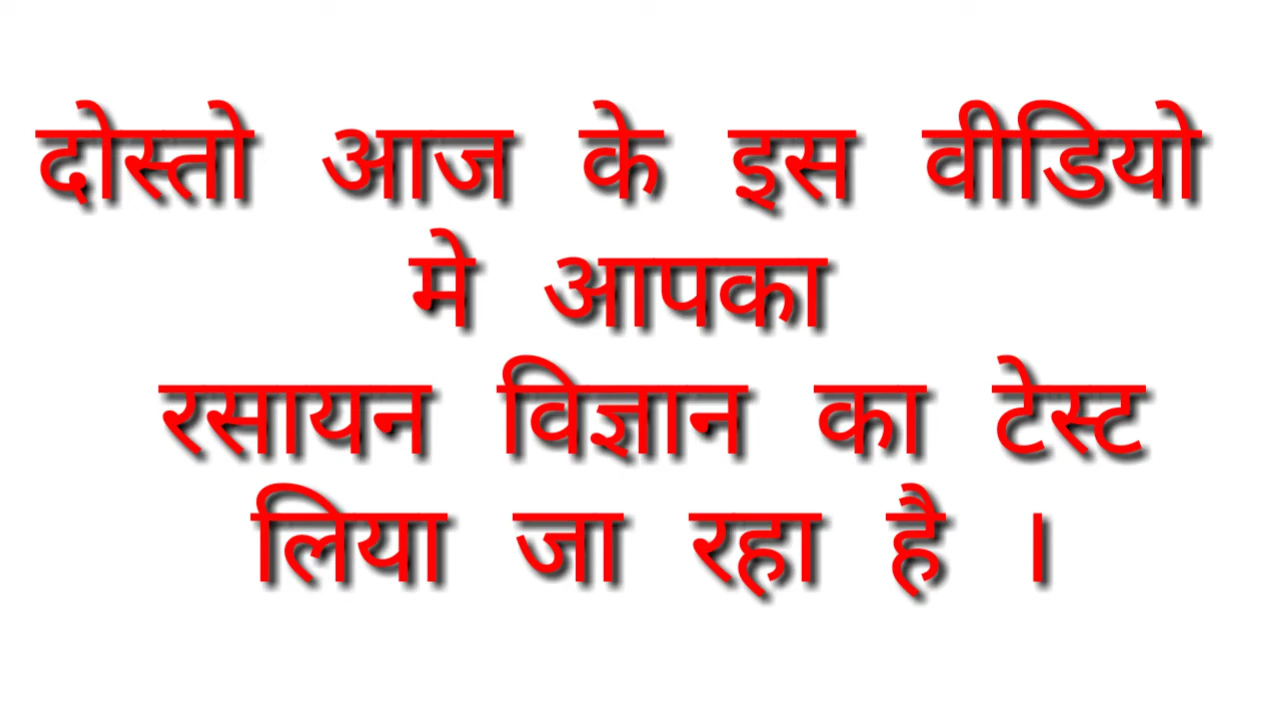 दोस्तो आज के इस वीडियो
मे आपका
रसायन विज्ञान का टेस्ट
लिया जा रहा है ।